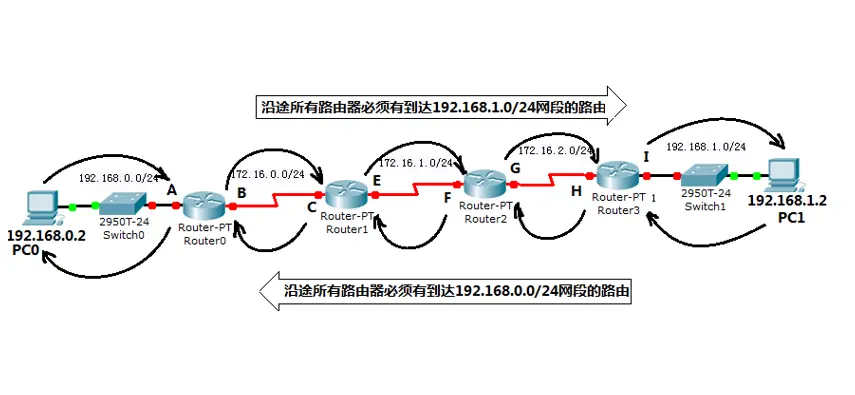 沿途所有路由器必须有到达192.168.1.0/24网段的路由
192.168.0.0/24
A
172.16.0.0/24
B
C
172.16.1.0/24
E
F
172.16.2.0/24
G
H
I
192.168.1.0/24
192.168.0.2
PC0
2950T-24
Switch0
Router-PT
Router0
Router-PT
Router1
Router-PT
Router2
Router-PT 1
Router3
2950T-24
Switch1
192.168.1.2
PC1
沿途所有路由器必须有到达192.168.0.0/24网段的路由